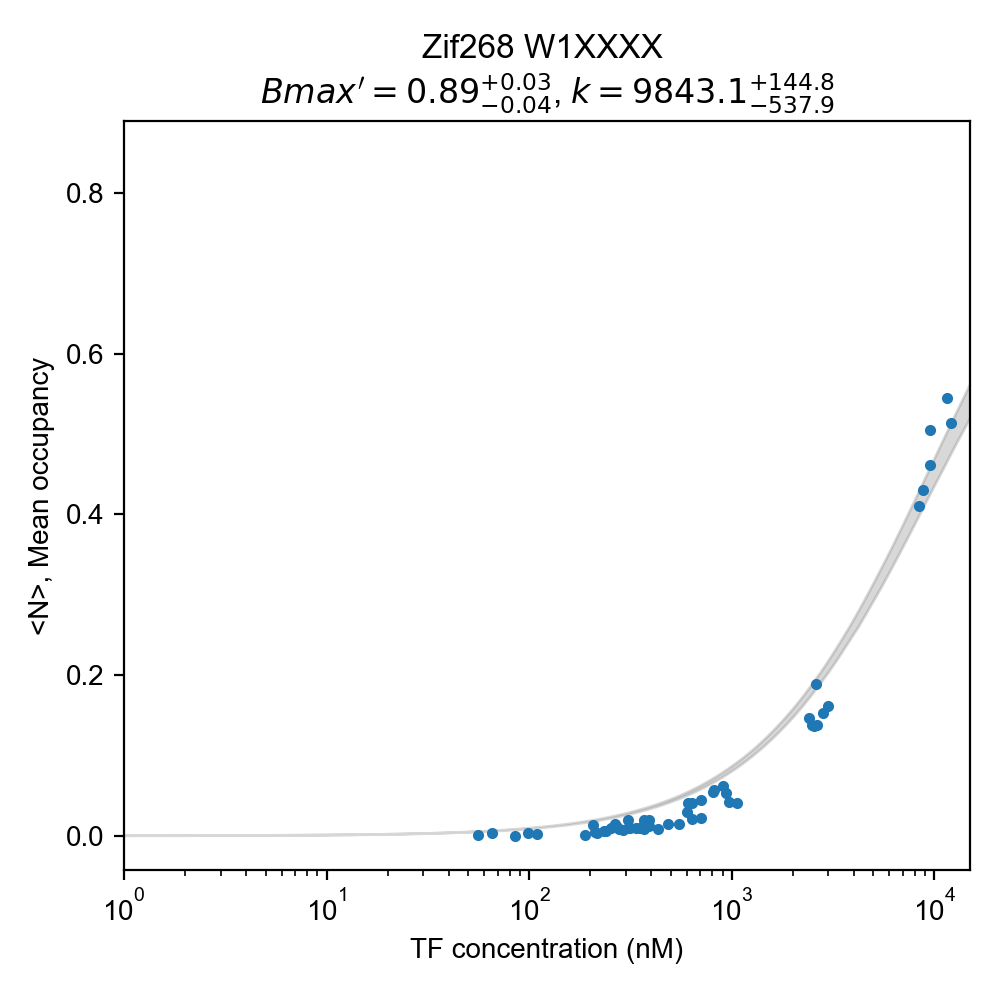 Zif268 W1XXXX
Bmax′ = 0.89 +0.03 −0.04, k = 9843.1 +144.8 −537.9
0.8
0.6
0.4
0.2
0.0
<N>, Mean occupancy
10^0 10^1 10^2 10^3 10^4
TF concentration (nM)